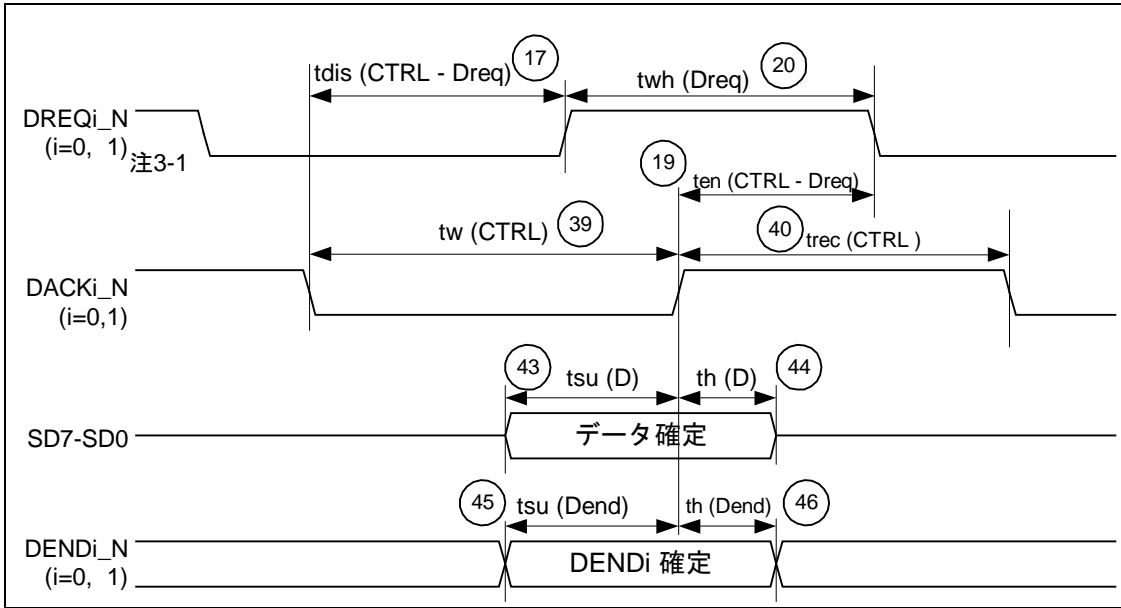 tdis (CTRL - Dreq) 17
twh (Dreq) 20
DREQi_N
(i=0, 1) 注3-1
19 ten (CTRL - Dreq)
tw (CTRL) 39
40 trec (CTRL )
DACKi_N
(i=0,1)
43 tsu (D) th (D) 44
SD7-SD0 データ確定
45 tsu (Dend) th (Dend) 46
DENDi_N
(i=0, 1)
DENDi 確定